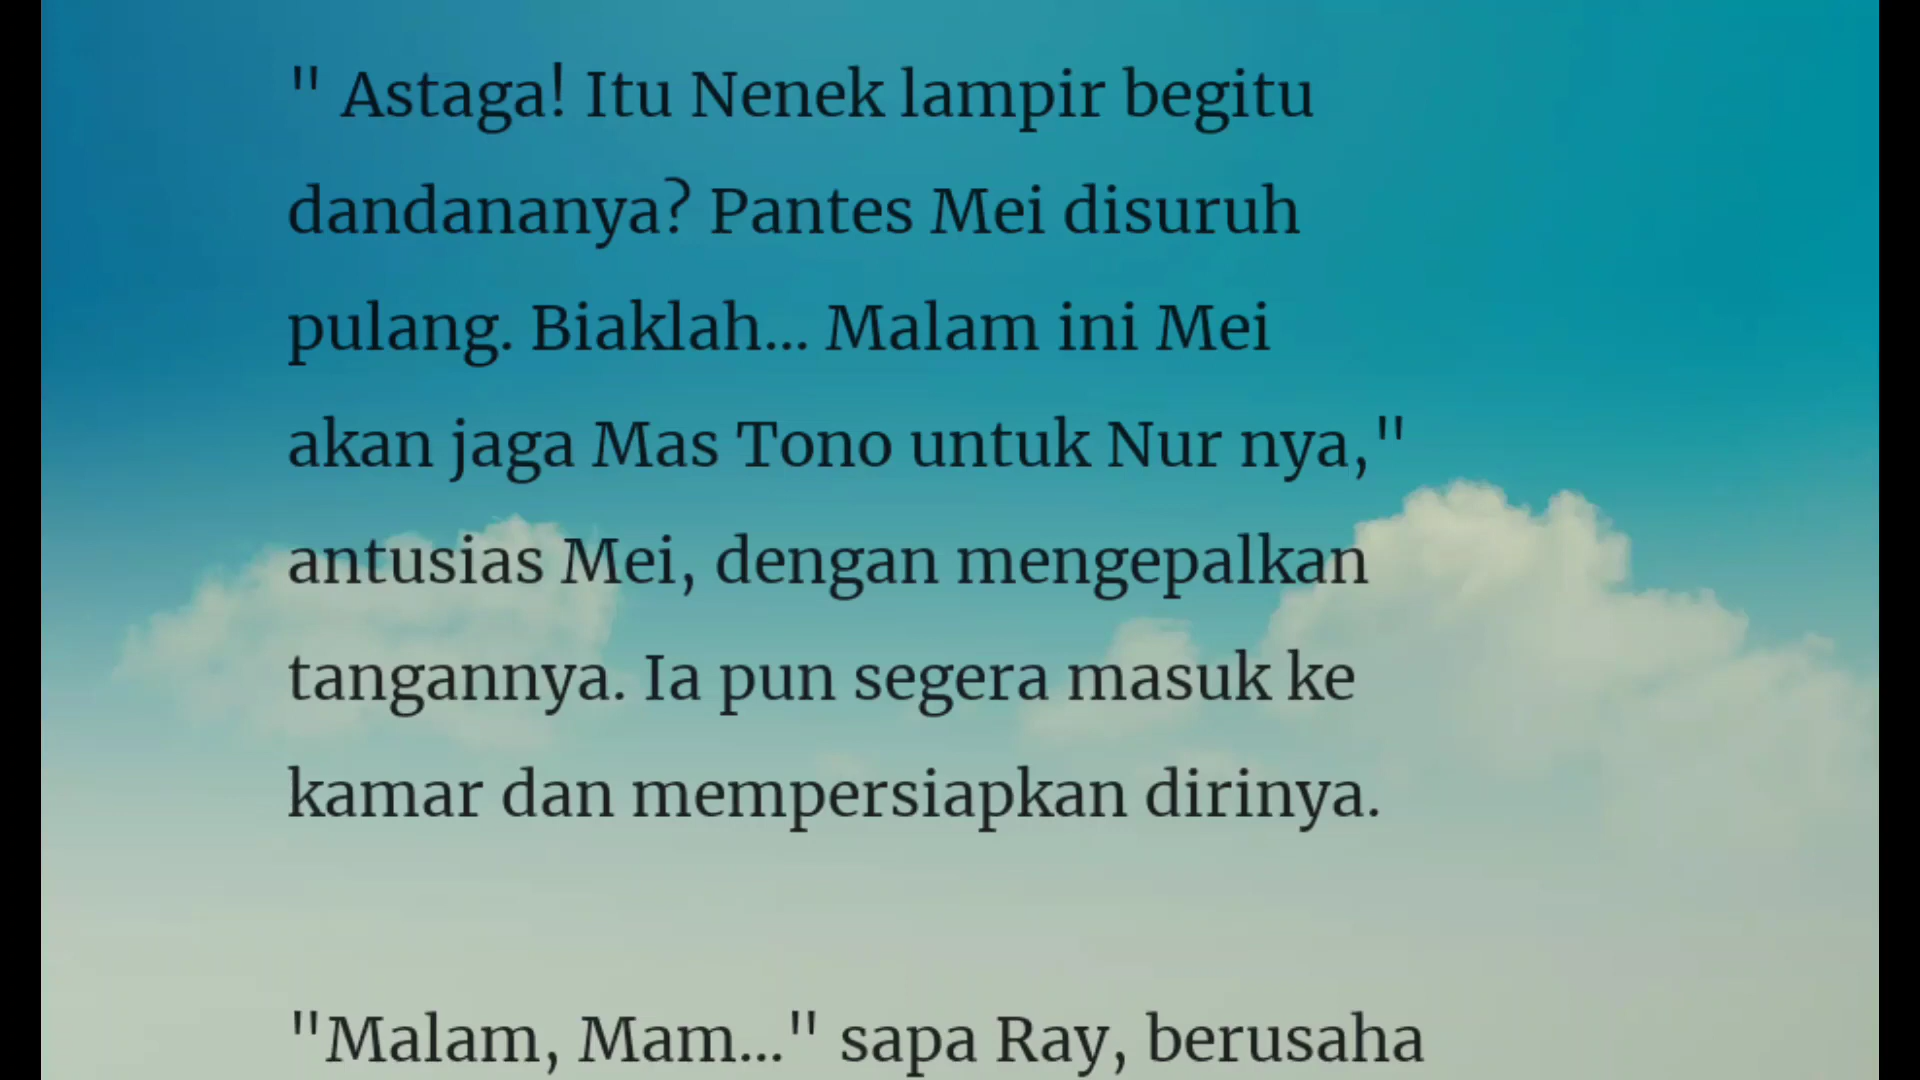 " Astaga! Itu Nenek lampir begitu
dandananya? Pantes Mei disuruh
pulang. Biaklah... Malam ini Mei
akan jaga Mas Tono untuk Nur nya,"
antusias Mei, dengan mengepalkan
tangannya. Ia pun segera masuk ke
kamar dan mempersiapkan dirinya.
"Malam, Mam..." sapa Ray, berusaha